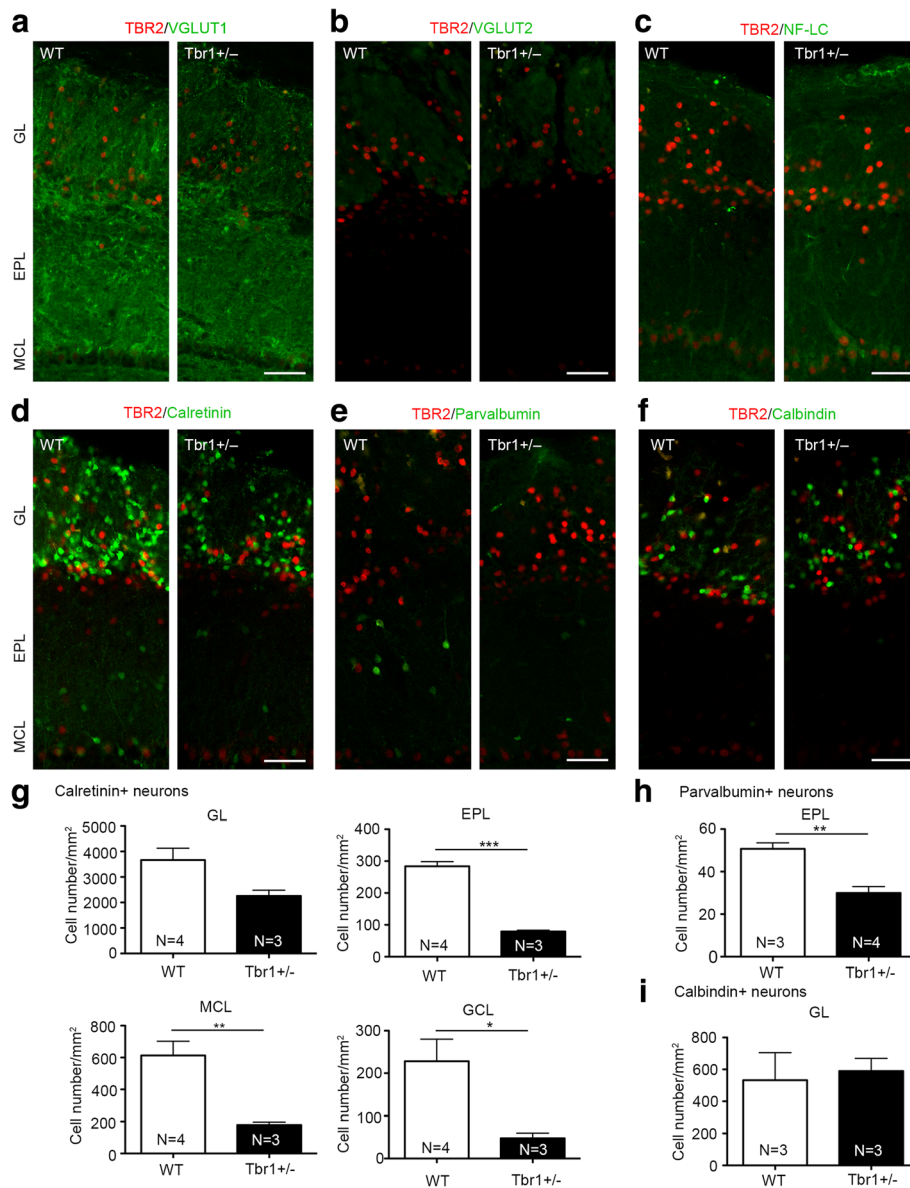 a
TBR2/VGLUT1
WT
Tbr1+/–
GL
EPL
MCL
b
TBR2/VGLUT2
WT
Tbr1+/–
c
TBR2/NF-LC
WT
Tbr1+/–
d
TBR2/Calretinin
WT
Tbr1+/–
GL
EPL
MCL
e
TBR2/Parvalbumin
WT
Tbr1+/–
f
TBR2/Calbindin
WT
Tbr1+/–
g
Calretinin+ neurons
GL
Cell number/mm²
5000
4000
3000
2000
1000
0
N=4
N=3
WT
Tbr1+/-
EPL
Cell number/mm²
400
300
200
100
0
***
N=4
N=3
WT
Tbr1+/-
MCL
Cell number/mm²
800
600
400
200
0
**
N=4
N=3
WT
Tbr1+/-
GCL
Cell number/mm²
300
200
100
0
*
N=4
N=3
WT
Tbr1+/-
h
Parvalbumin+ neurons
EPL
Cell number/mm²
60
40
20
0
**
N=3
N=4
WT
Tbr1+/-
i
Calbindin+ neurons
GL
Cell number/mm²
800
600
400
200
0
N=3
N=3
WT
Tbr1+/-